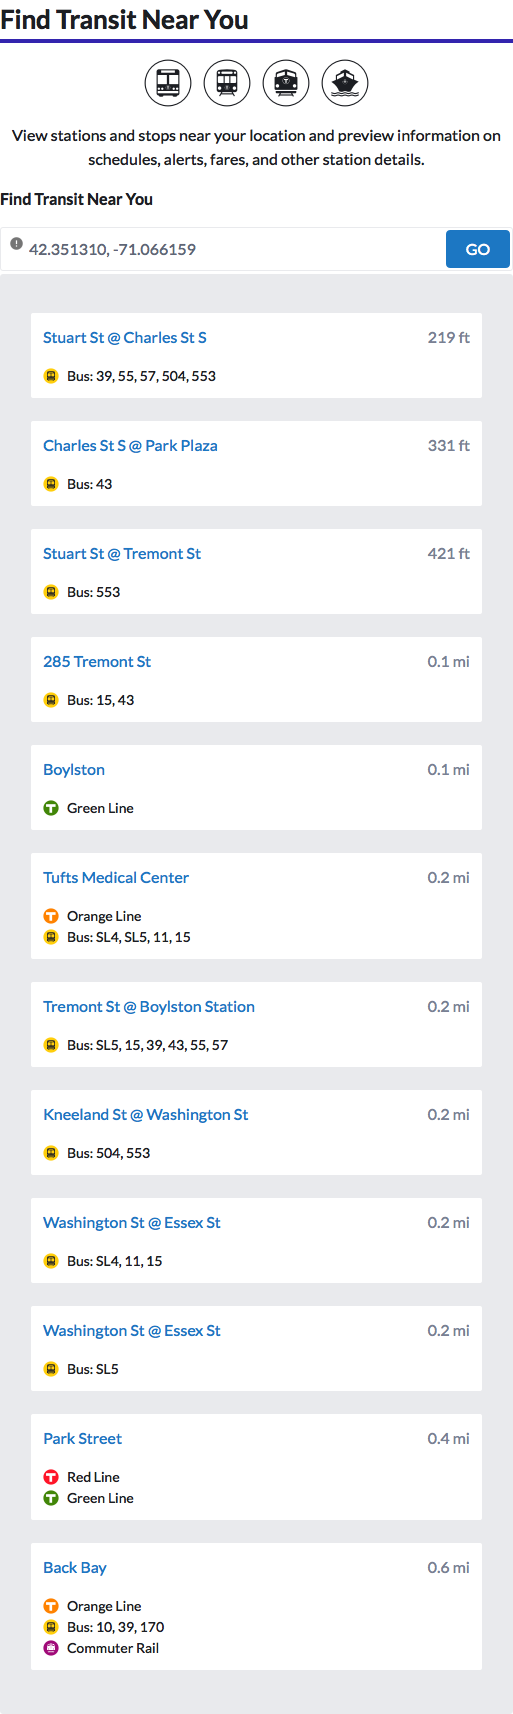 Find Transit Near You
View stations and stops near your location and preview information on
schedules, alerts, fares, and other station details.
Find Transit Near You
42.351310, -71.066159
GO
Stuart St @ Charles St S 219 ft
Bus: 39, 55, 57, 504, 553
Charles St S @ Park Plaza 331 ft
Bus: 43
Stuart St @ Tremont St 421 ft
Bus: 553
285 Tremont St 0.1 mi
Bus: 15, 43
Boylston 0.1 mi
T Green Line
Tufts Medical Center 0.2 mi
T Orange Line
Bus: SL4, SL5, 11, 15
Tremont St @ Boylston Station 0.2 mi
Bus: SL5, 15, 39, 43, 55, 57
Kneeland St @ Washington St 0.2 mi
Bus: 504, 553
Washington St @ Essex St 0.2 mi
Bus: SL4, 11, 15
Washington St @ Essex St 0.2 mi
Bus: SL5
Park Street 0.4 mi
T Red Line
T Green Line
Back Bay 0.6 mi
T Orange Line
Bus: 10, 39, 170
Commuter Rail